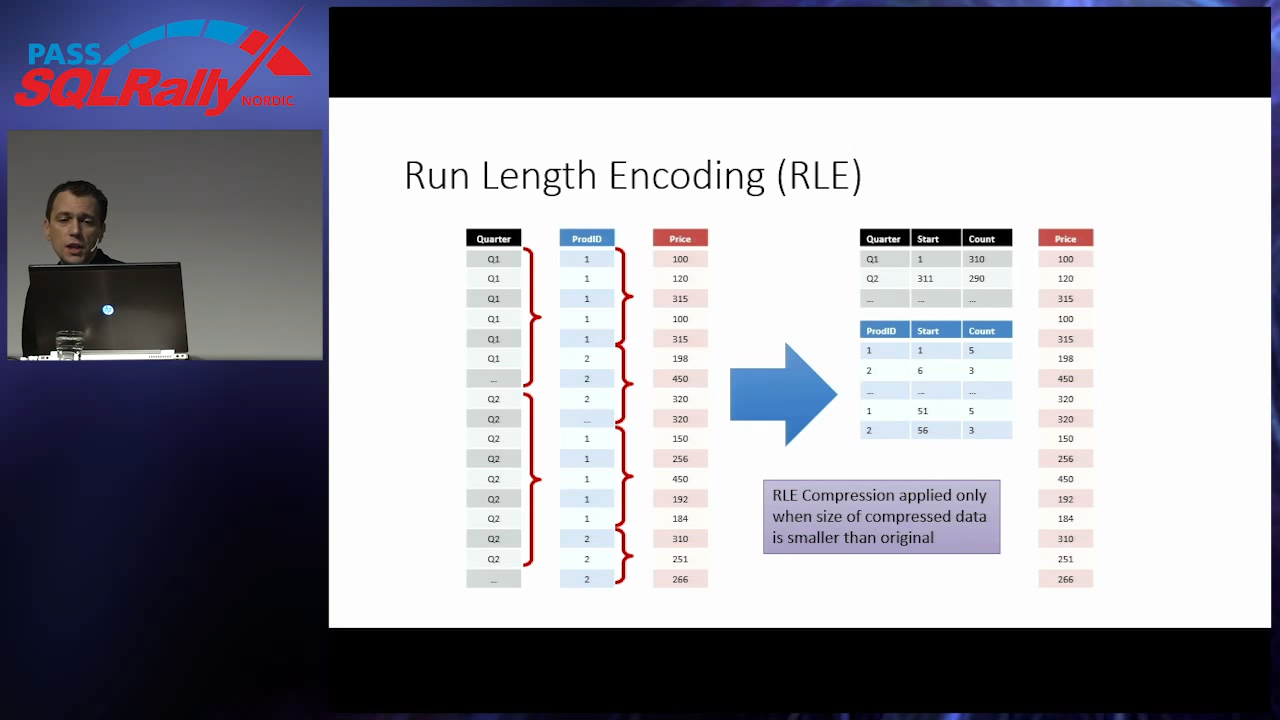 PASS
SQLRally
NORDIC
Run Length Encoding (RLE)
Quarter ProdID Price
Q1 1 100
Q1 1 120
Q1 1 315
Q1 1 100
Q1 1 315
Q1 2 198
... 2 450
Q2 2 320
Q2 ... 320
Q2 1 150
Q2 1 256
Q2 1 450
Q2 1 192
Q2 1 184
Q2 2 310
Q2 2 251
... 2 266
Quarter Start Count
Q1 1 310
Q2 311 290
... ... ...
ProdID Start Count
1 1 5
2 6 3
... ... ...
1 51 5
2 56 3
RLE Compression applied only
when size of compressed data
is smaller than original
Price
100
120
315
100
315
198
450
320
320
150
256
450
192
184
310
251
266